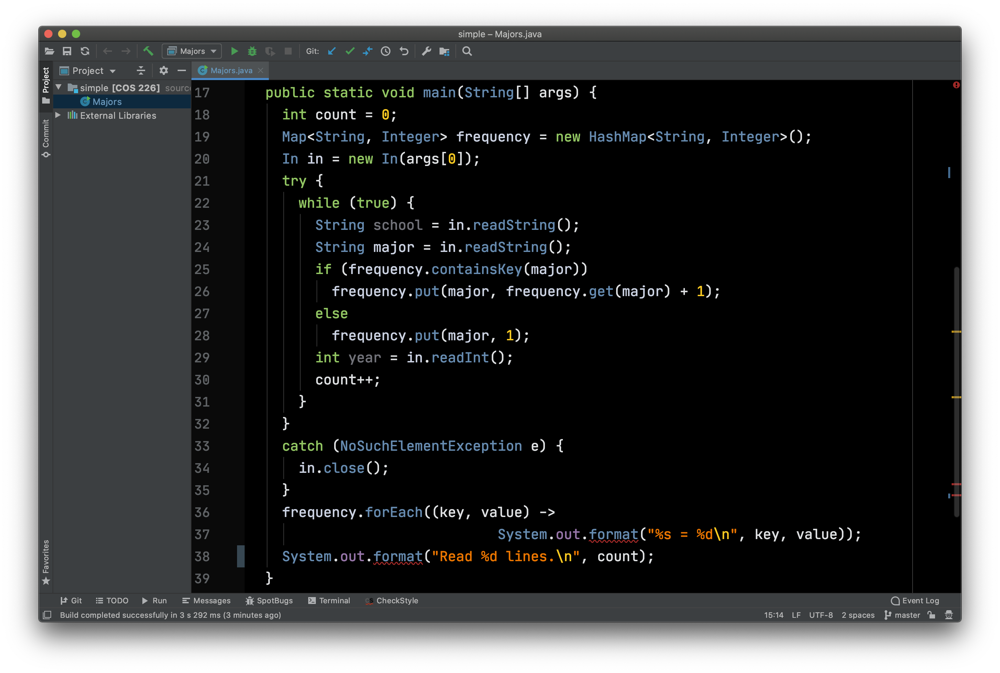 simple – Majors.java
Majors
Git:
Project
Majors.java
Project
simple [COS 226] sourc
Majors
External Libraries
Commit
Favorites
17 public static void main(String[] args) {
18 int count = 0;
19 Map<String, Integer> frequency = new HashMap<String, Integer>();
20 In in = new In(args[0]);
21 try {
22 while (true) {
23 String school = in.readString();
24 String major = in.readString();
25 if (frequency.containsKey(major))
26 frequency.put(major, frequency.get(major) + 1);
27 else
28 frequency.put(major, 1);
29 int year = in.readInt();
30 count++;
31 }
32 }
33 catch (NoSuchElementException e) {
34 in.close();
35 }
36 frequency.forEach((key, value) ->
37 System.out.format("%s = %d\n", key, value));
38 System.out.format("Read %d lines.\n", count);
39 }
Git TODO Run Messages SpotBugs Terminal CheckStyle Event Log
Build completed successfully in 3 s 292 ms (3 minutes ago) 15:14 LF UTF-8 2 spaces master